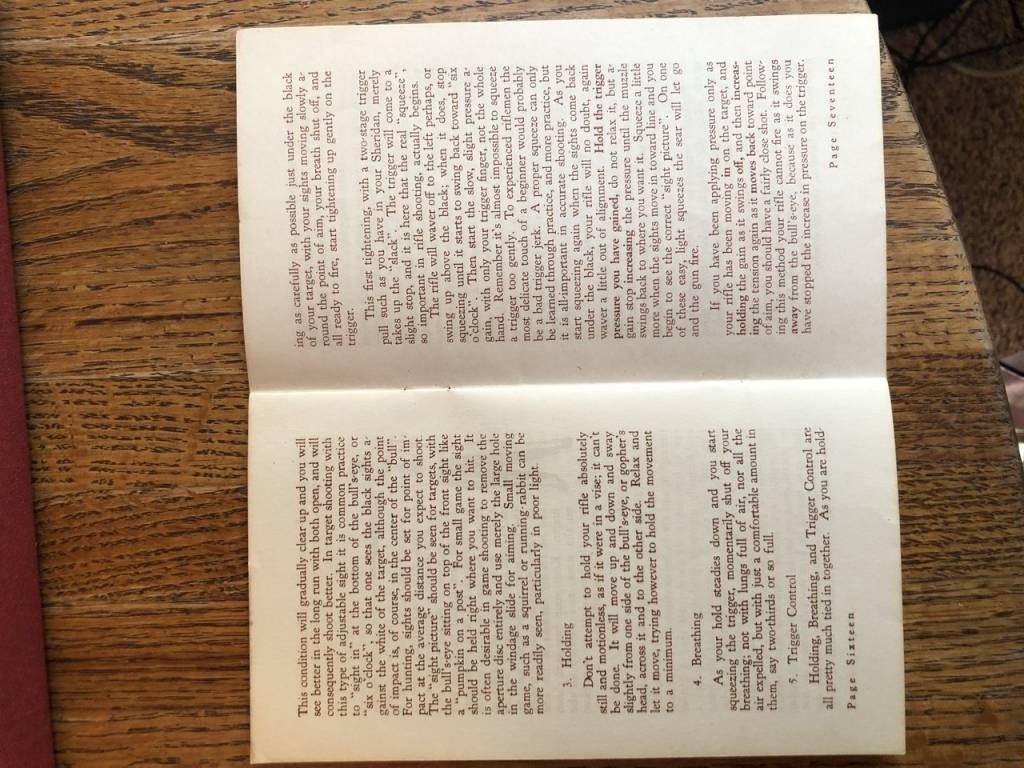 This condition will gradually clear up and you will
see better in the long run with both open, and will
consequently shoot better. In target shooting with
this type of adjustable sight it is common practice
to "sight in" at the bottom of the bull's-eye, or
"six o'clock" so that one sees the black sights a-
gainst the white of the target, although the point
of impact is, of course, in the center of the "bull".
For hunting, sights should be set for point of im-
pact at the average distance you expect to shoot.
The "sight picture" should be seen for targets, with
the bull's-eye sitting on top of the front sight like
a "pumpkin on a post". For small game the sight
should be held right where you want to hit. It
is often desirable in game shooting to remove the
aperture disc entirely and use merely the large hole
in the windage slide for aiming. Small moving
game, such as a squirrel or running rabbit can be
more readily seen, particularly in poor light.
3. Holding
Don't attempt to hold your rifle absolutely
still and motionless, as if it were in a vise: it can't
be done. It will move up and down and sway
slightly from one side of the bull's-eye, or gopher's
head, across it and to the other side. Relax and
let it move, trying however to hold the movement
to a minimum.
4. Breathing
As your hold steadies down and you start
squeezing the trigger, momentarily shut off your
breathing; not with lungs full of air, nor all the
air expelled, but with just a comfortable amount in
them, say two-thirds or so full.
5. Trigger Control
Holding, Breathing, and Trigger Control are
all pretty much tied in together. As you are hold-
Page Sixteen
ing as carefully as possible just under the black
of your target, with your sights moving slowly a-
round the point of aim, your breath shut off, and
all ready to fire, start tightening up gently on the
trigger.
This first tightening, with a two-stage trigger
pull such as you have in your Sheridan, merely
takes up the "slack". The trigger will come to a
slight stop, and it is here that the real "squeeze",
so important in rifle shooting, actually begins.
The rifle will waver off to the left perhaps, or
swing up above the black; when it does, stop
squeezing until it starts to swing back toward "six
o'clock". Then start the slow, slight pressure a-
gain, with only your trigger finger, not the whole
hand. Remember it's almost impossible to squeeze
a trigger too gently. To experienced riflement the
most delicate touch of a beginner would probably
be a bad trigger jerk. A proper squeeze can only
be learned through practice, and more practice, but
it is all-important in accurate shooting. As you
start squeezing again when the sights come back
under the black, your rifle will no doubt, again
waver a little out of alignment. Hold the trigger
pressure you have gained, do not relax it, but a-
gain stop increasing the pressure until the muzzle
swings back to where you want it. Squeeze a little
more when the sights move in toward line and you
begin to see the correct "sight picture". On one
of these easy, light squeezes the sear will let go
and the gun fire.
If you have been applying pressure only as
your rifle has been moving in on the target, and
holding the gain as it swings off, and then increas-
ing the tension again as it moves back toward point
of aim, you should have a fairly close shot. Follow-
ing this method your rifle cannot fire as it swings
away from the bull's-eye, because as it does you
have stopped the increase in pressure on the trigger.
Page Seventeen